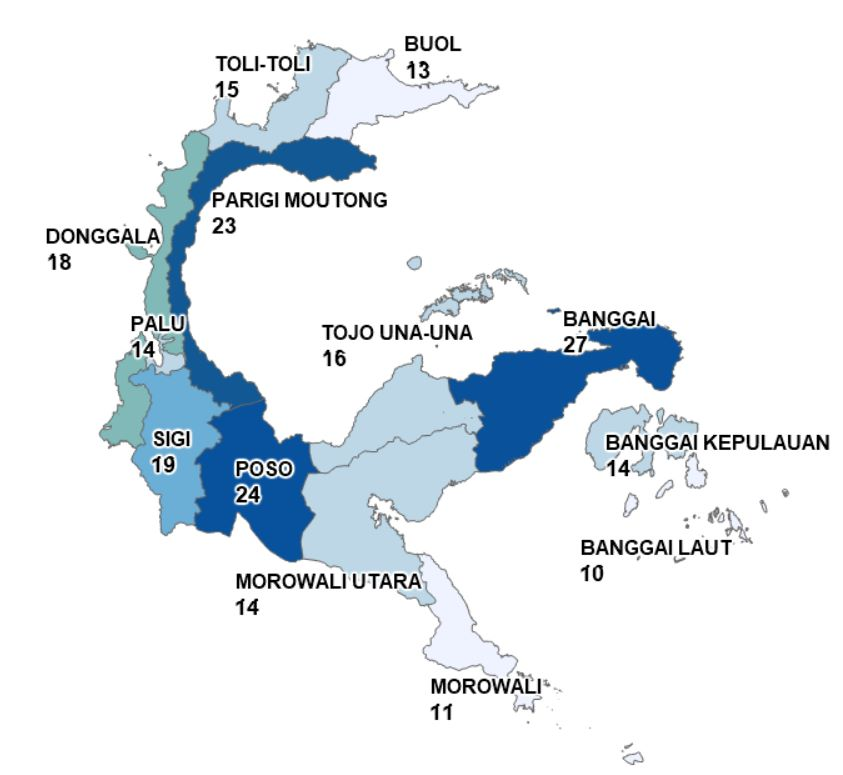 BUOL
13
TOLI-TOLI
15
PARIGI MOUTONG
23
DONGGALA
18
PALU
14
TOJO UNA-UNA
16
BANGGAI
27
SIGI
19
POSO
24
BANGGAI KEPULAUAN
14
BANGGAI LAUT
10
MOROWALI UTARA
14
MOROWALI
11